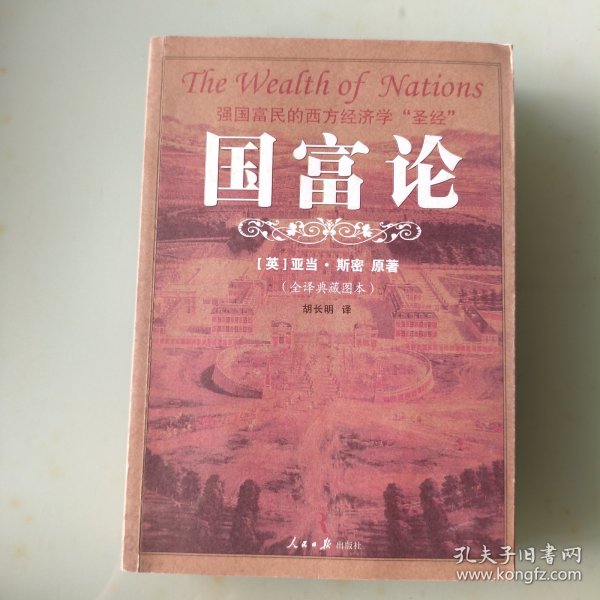 The Wealth of Nations
强国富民的西方经济学“圣经”
国富论
[英]亚当·斯密 原著
(全译典藏图本)
胡长明 译
人民日报出版社
孔夫子旧书网
www.kongfz.com